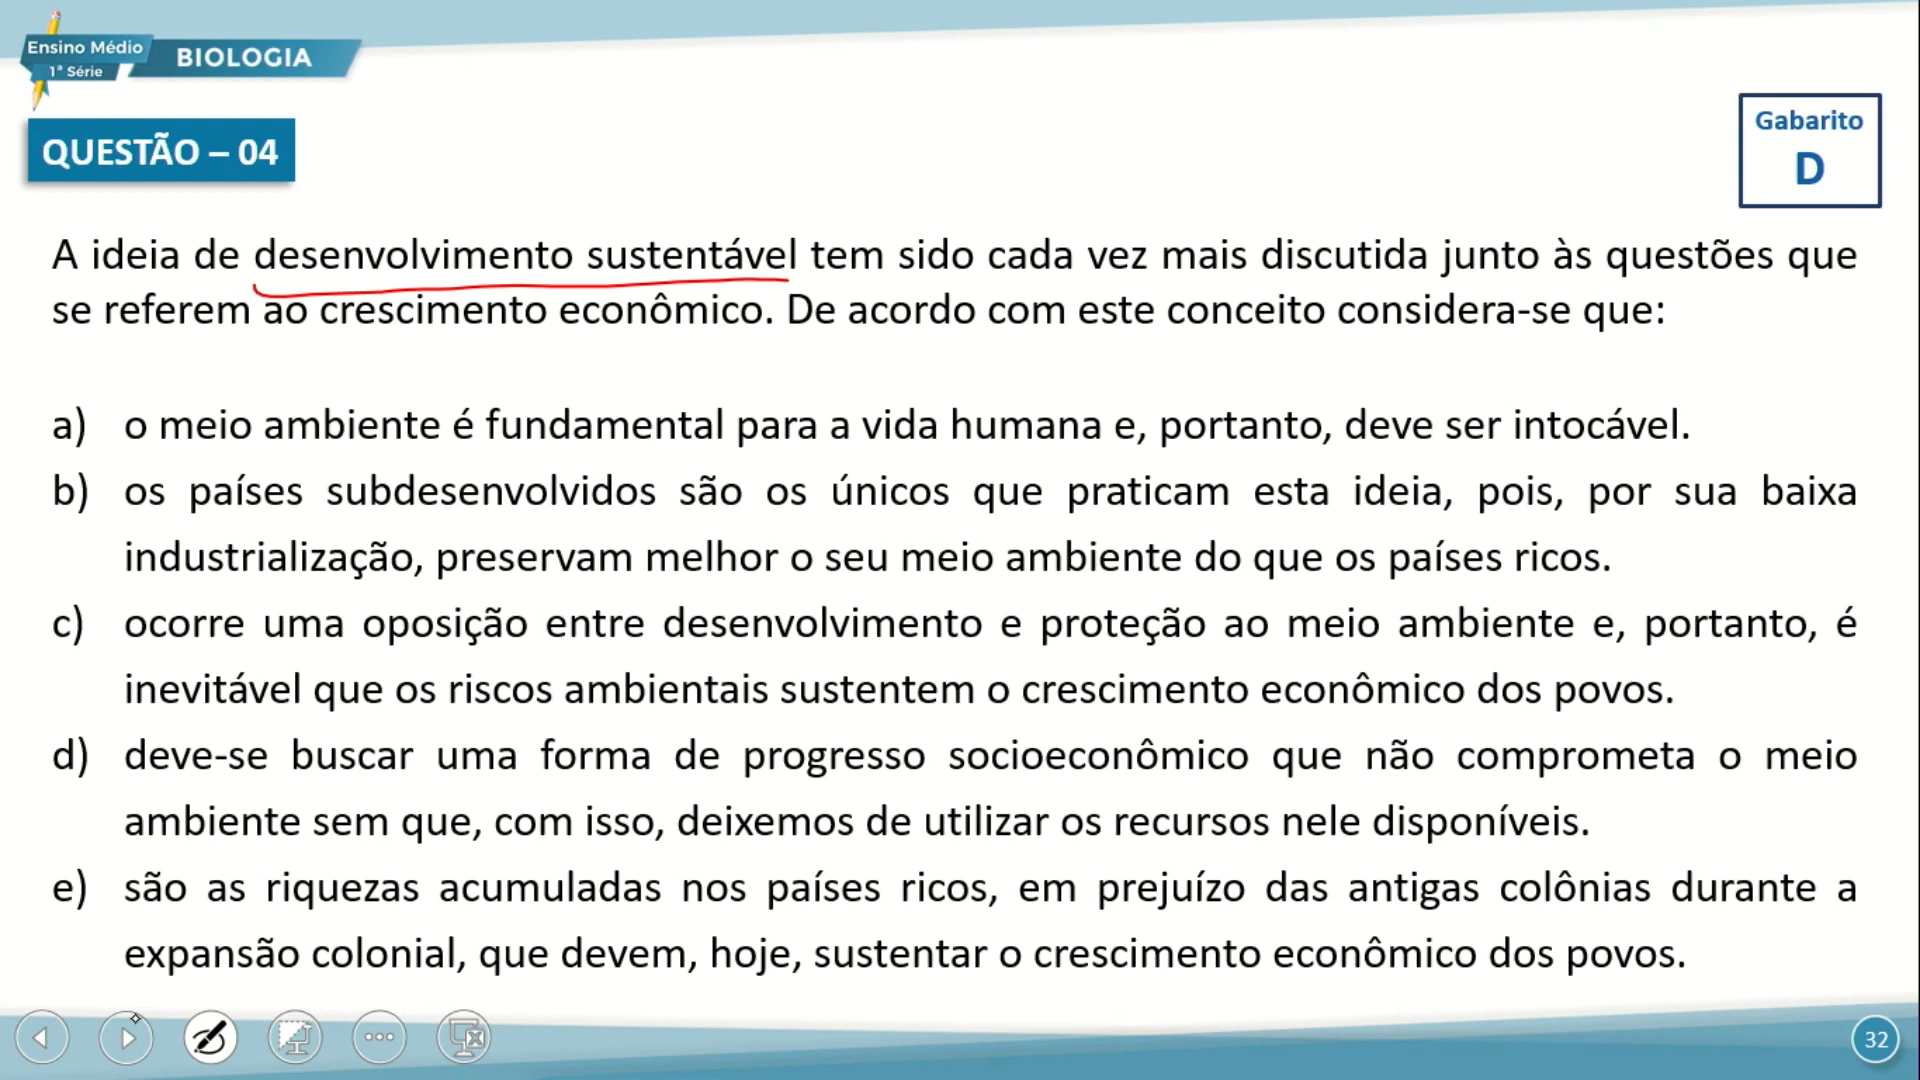 Ensino Médio
1ª Série
BIOLOGIA
QUESTÃO – 04
Gabarito
D
A ideia de desenvolvimento sustentável tem sido cada vez mais discutida junto às questões que
se referem ao crescimento econômico. De acordo com este conceito considera-se que:
a) o meio ambiente é fundamental para a vida humana e, portanto, deve ser intocável.
b) os países subdesenvolvidos são os únicos que praticam esta ideia, pois, por sua baixa
industrialização, preservam melhor o seu meio ambiente do que os países ricos.
c) ocorre uma oposição entre desenvolvimento e proteção ao meio ambiente e, portanto, é
inevitável que os riscos ambientais sustentem o crescimento econômico dos povos.
d) deve-se buscar uma forma de progresso socioeconômico que não comprometa o meio
ambiente sem que, com isso, deixemos de utilizar os recursos nele disponíveis.
e) são as riquezas acumuladas nos países ricos, em prejuízo das antigas colônias durante a
expansão colonial, que devem, hoje, sustentar o crescimento econômico dos povos.
32